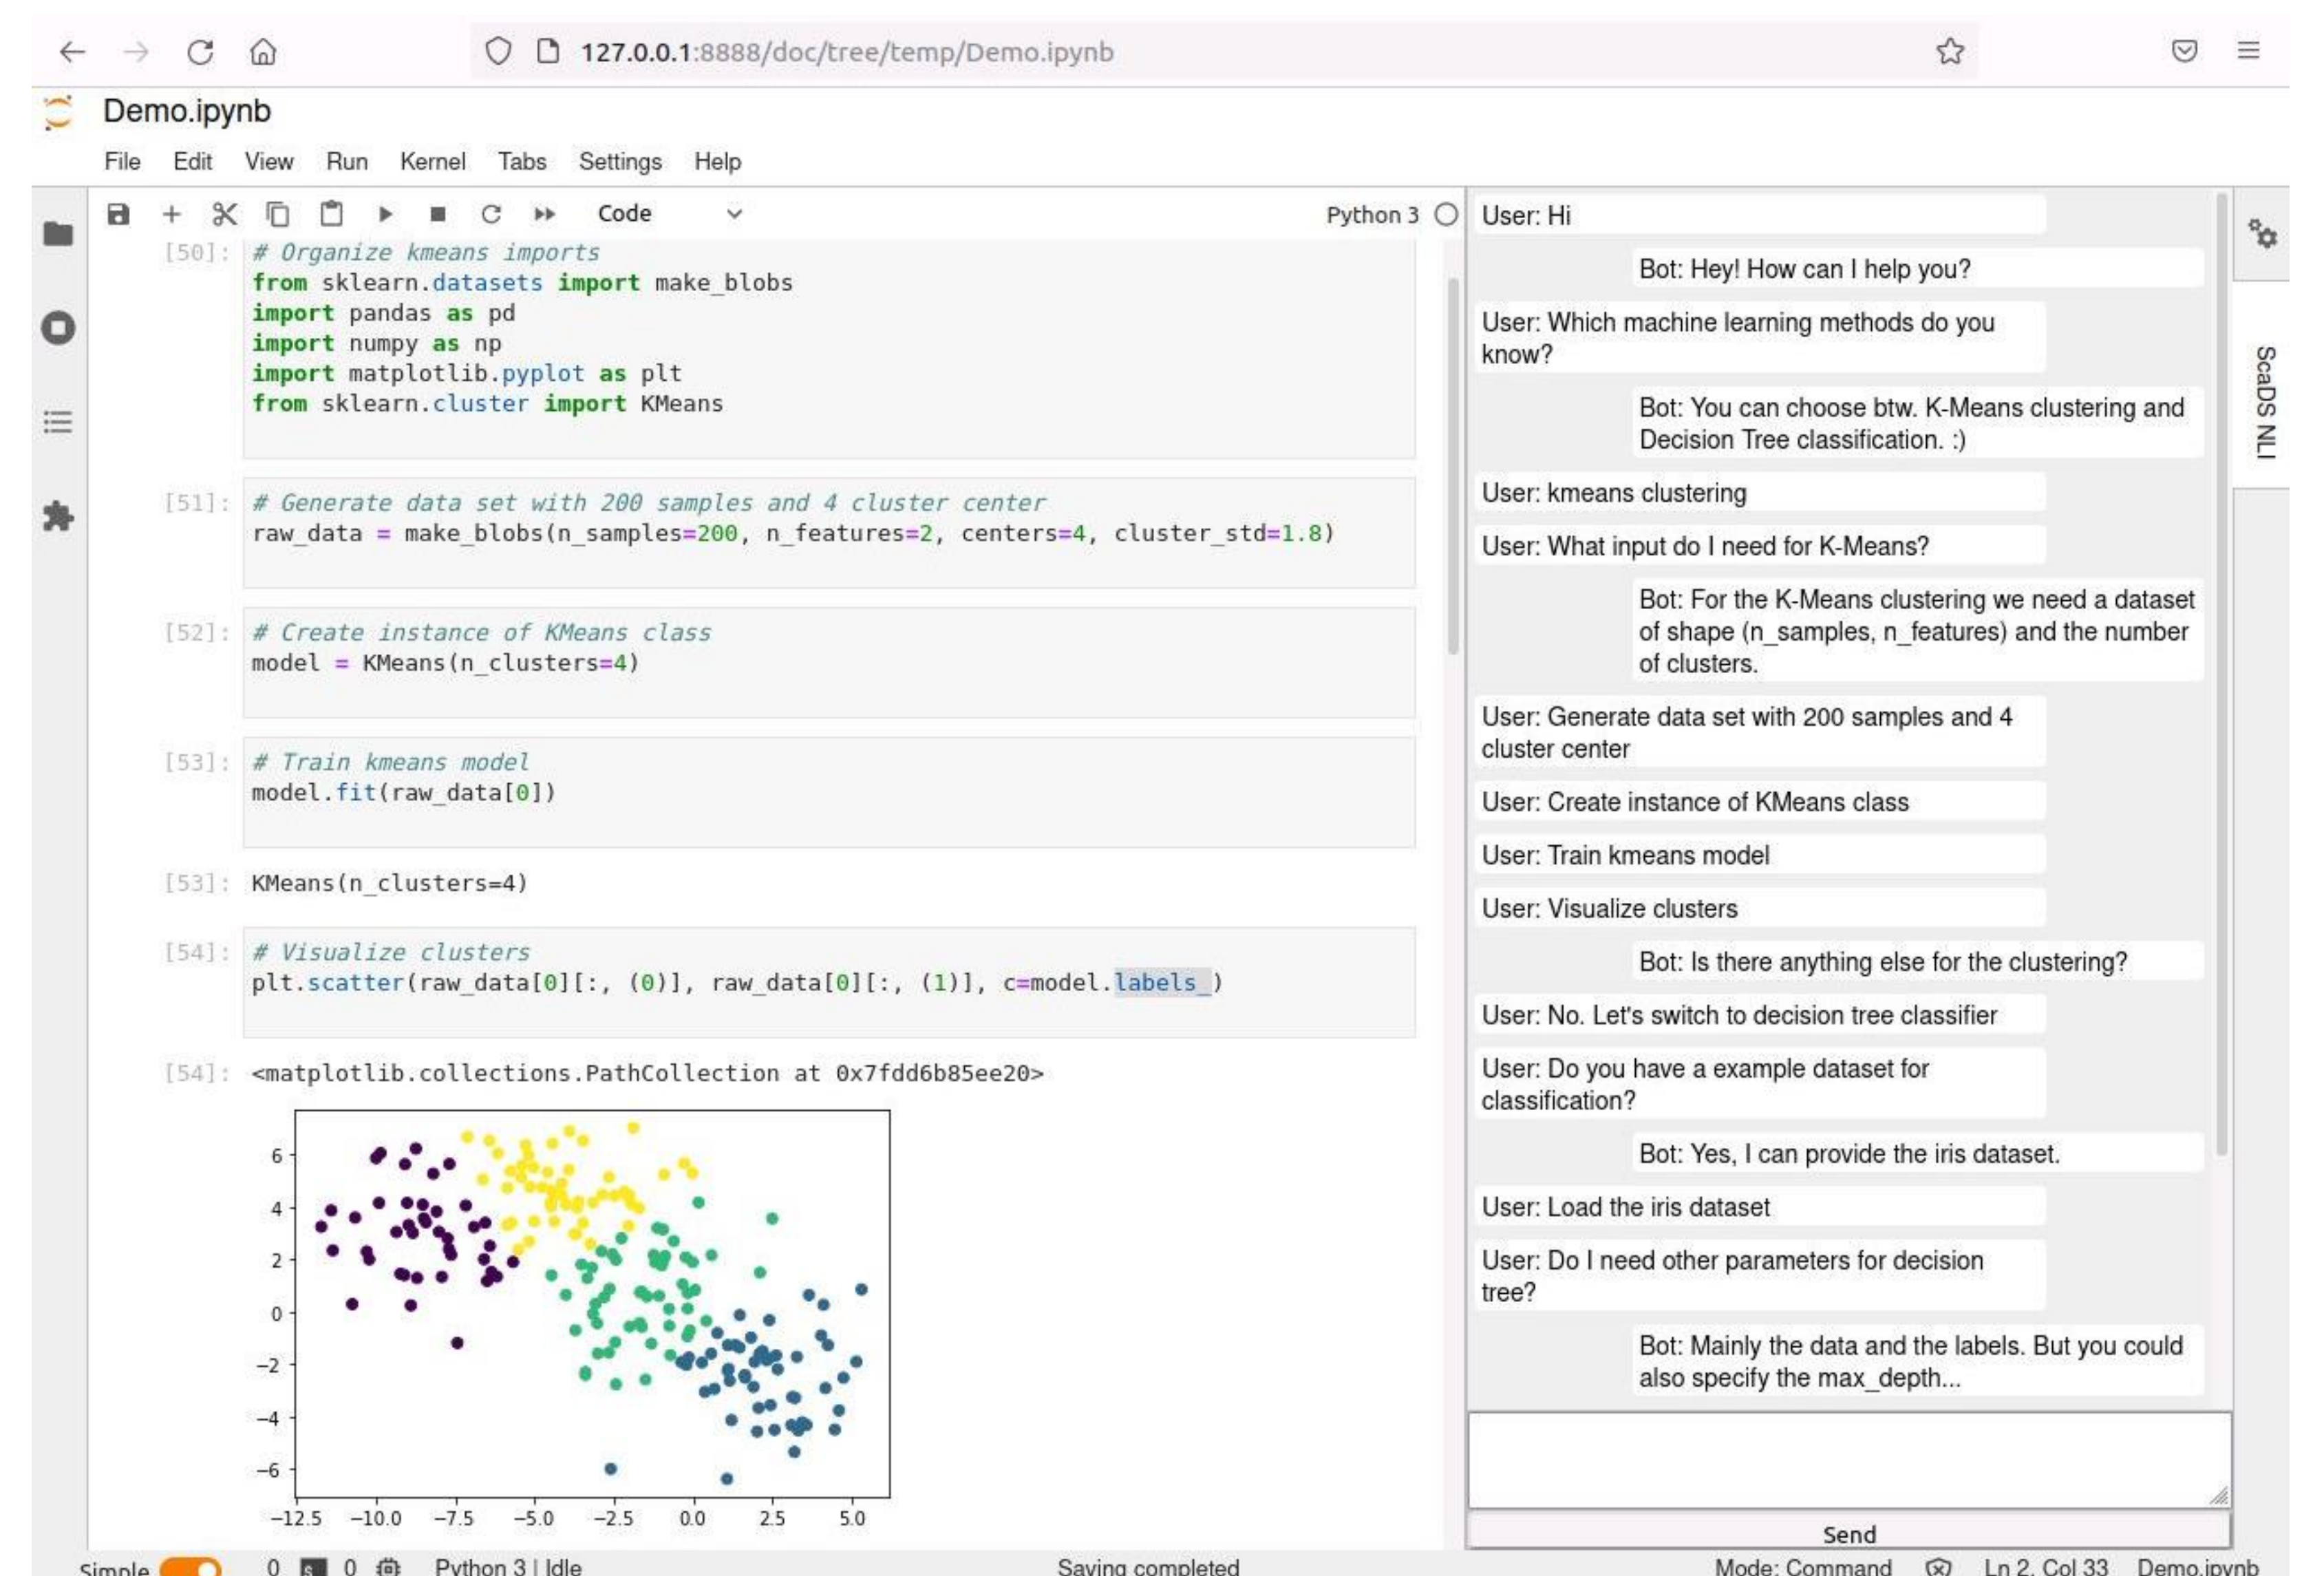 127.0.0.1:8888/doc/tree/temp/Demo.ipynb
Demo.ipynb
File Edit View Run Kernel Tabs Settings Help
Code
Python 3
[50]: # Organize kmeans imports
from sklearn.datasets import make_blobs
import pandas as pd
import numpy as np
import matplotlib.pyplot as plt
from sklearn.cluster import KMeans
[51]: # Generate data set with 200 samples and 4 cluster center
raw_data = make_blobs(n_samples=200, n_features=2, centers=4, cluster_std=1.8)
[52]: # Create instance of KMeans class
model = KMeans(n_clusters=4)
[53]: # Train kmeans model
model.fit(raw_data[0])
[53]: KMeans(n_clusters=4)
[54]: # Visualize clusters
plt.scatter(raw_data[0][:, (0)], raw_data[0][:, (1)], c=model.labels_)
[54]: <matplotlib.collections.PathCollection at 0x7fdd6b85ee20>
6
4
2
0
−2
−4
−6
−12.5 −10.0 −7.5 −5.0 −2.5 0.0 2.5 5.0
User: Hi
Bot: Hey! How can I help you?
User: Which machine learning methods do you
know?
Bot: You can choose btw. K-Means clustering and
Decision Tree classification. :)
User: kmeans clustering
User: What input do I need for K-Means?
Bot: For the K-Means clustering we need a dataset
of shape (n_samples, n_features) and the number
of clusters.
User: Generate data set with 200 samples and 4
cluster center
User: Create instance of KMeans class
User: Train kmeans model
User: Visualize clusters
Bot: Is there anything else for the clustering?
User: No. Let's switch to decision tree classifier
User: Do you have a example dataset for
classification?
Bot: Yes, I can provide the iris dataset.
User: Load the iris dataset
User: Do I need other parameters for decision
tree?
Bot: Mainly the data and the labels. But you could
also specify the max_depth...
Send
ScaDS NLI
Simple 0 0 Python 3 | Idle Saving completed Mode: Command Ln 2, Col 33 Demo.ipynb